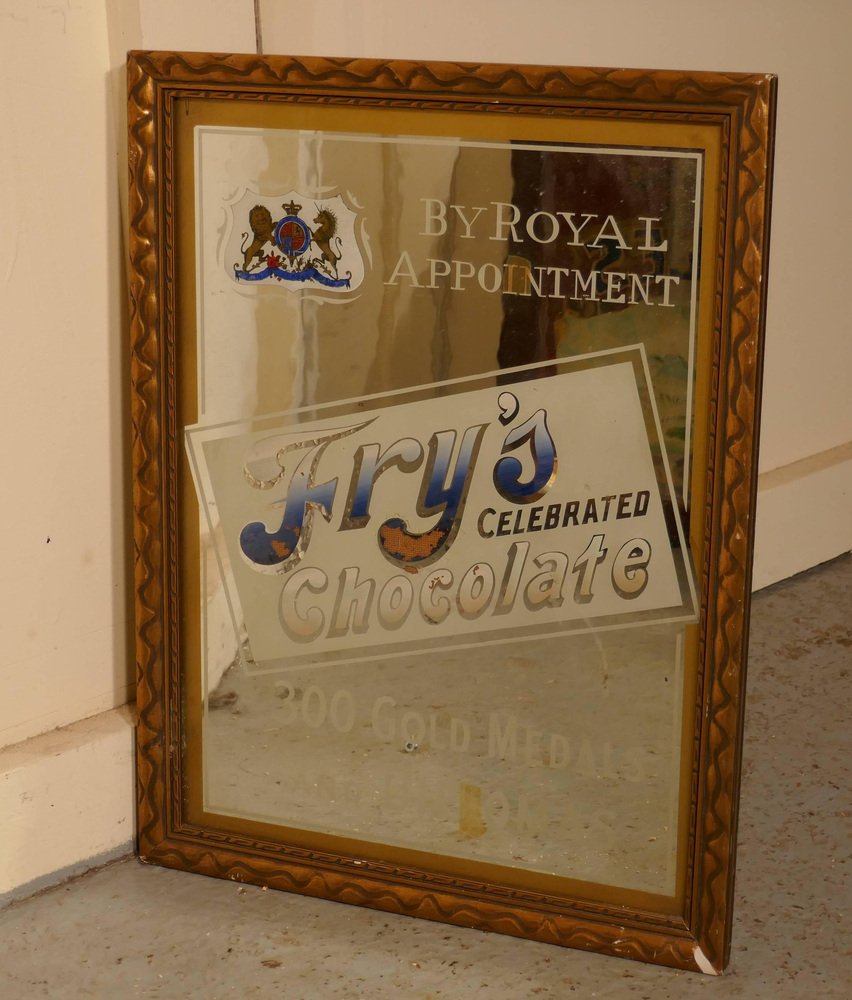 BY ROYAL
APPOINTMENT
Fry's
CELEBRATED
Chocolate
300 GOLD MEDALS